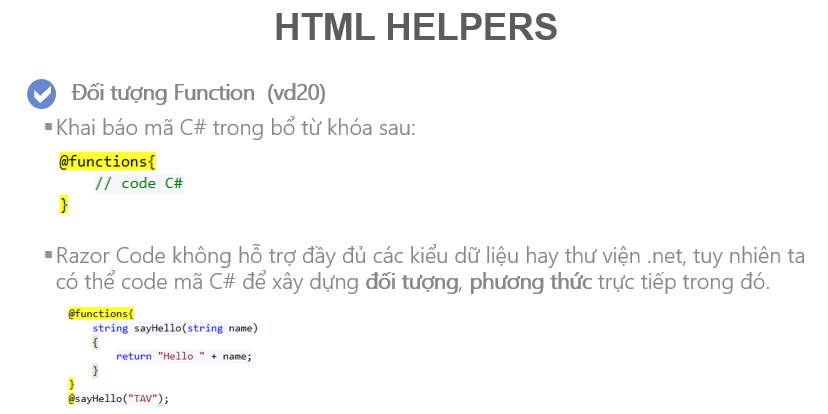 HTML HELPERS
Đối tượng Function (vd20)
▪Khai báo mã C# trong bổ từ khóa sau:
@functions{
// code C#
}
▪Razor Code không hỗ trợ đầy đủ các kiểu dữ liệu hay thư viện .net, tuy nhiên ta
có thể code mã C# để xây dựng đối tượng, phương thức trực tiếp trong đó.
@functions{
string sayHello(string name)
{
return "Hello " + name;
}
}
@sayHello("TAV");